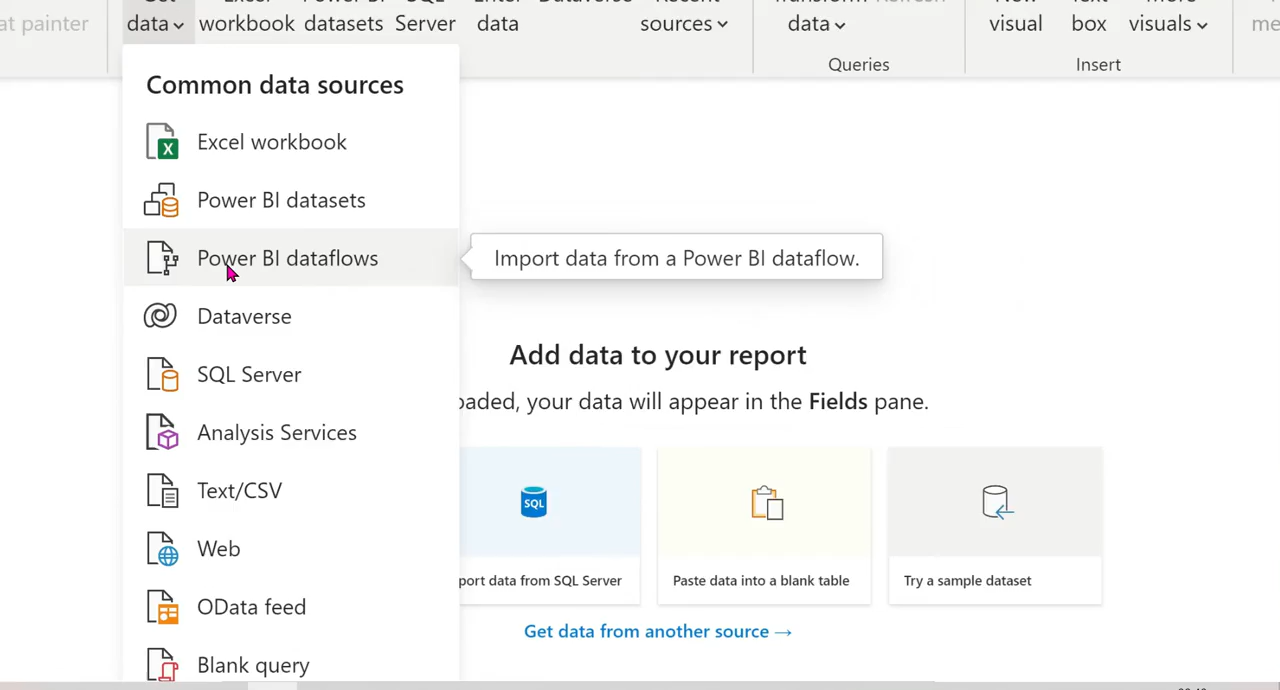 at painter
data
workbook
datasets
Server
data
sources
data
visual
box
visuals
me
Queries
Insert
Common data sources
Excel workbook
Power BI datasets
Power BI dataflows
Import data from a Power BI dataflow.
Dataverse
SQL Server
Analysis Services
Text/CSV
Web
OData feed
Blank query
Add data to your report
oaded, your data will appear in the Fields pane.
SQL
port data from SQL Server
Paste data into a blank table
Try a sample dataset
Get data from another source →